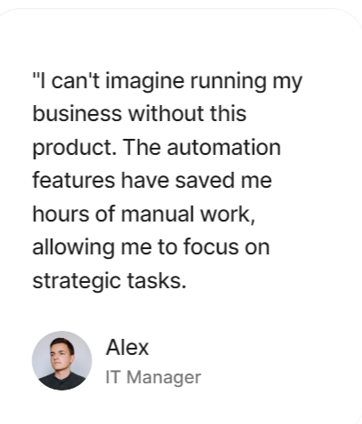 "I can't imagine running my
business without this
product. The automation
features have saved me
hours of manual work,
allowing me to focus on
strategic tasks.
Alex
IT Manager